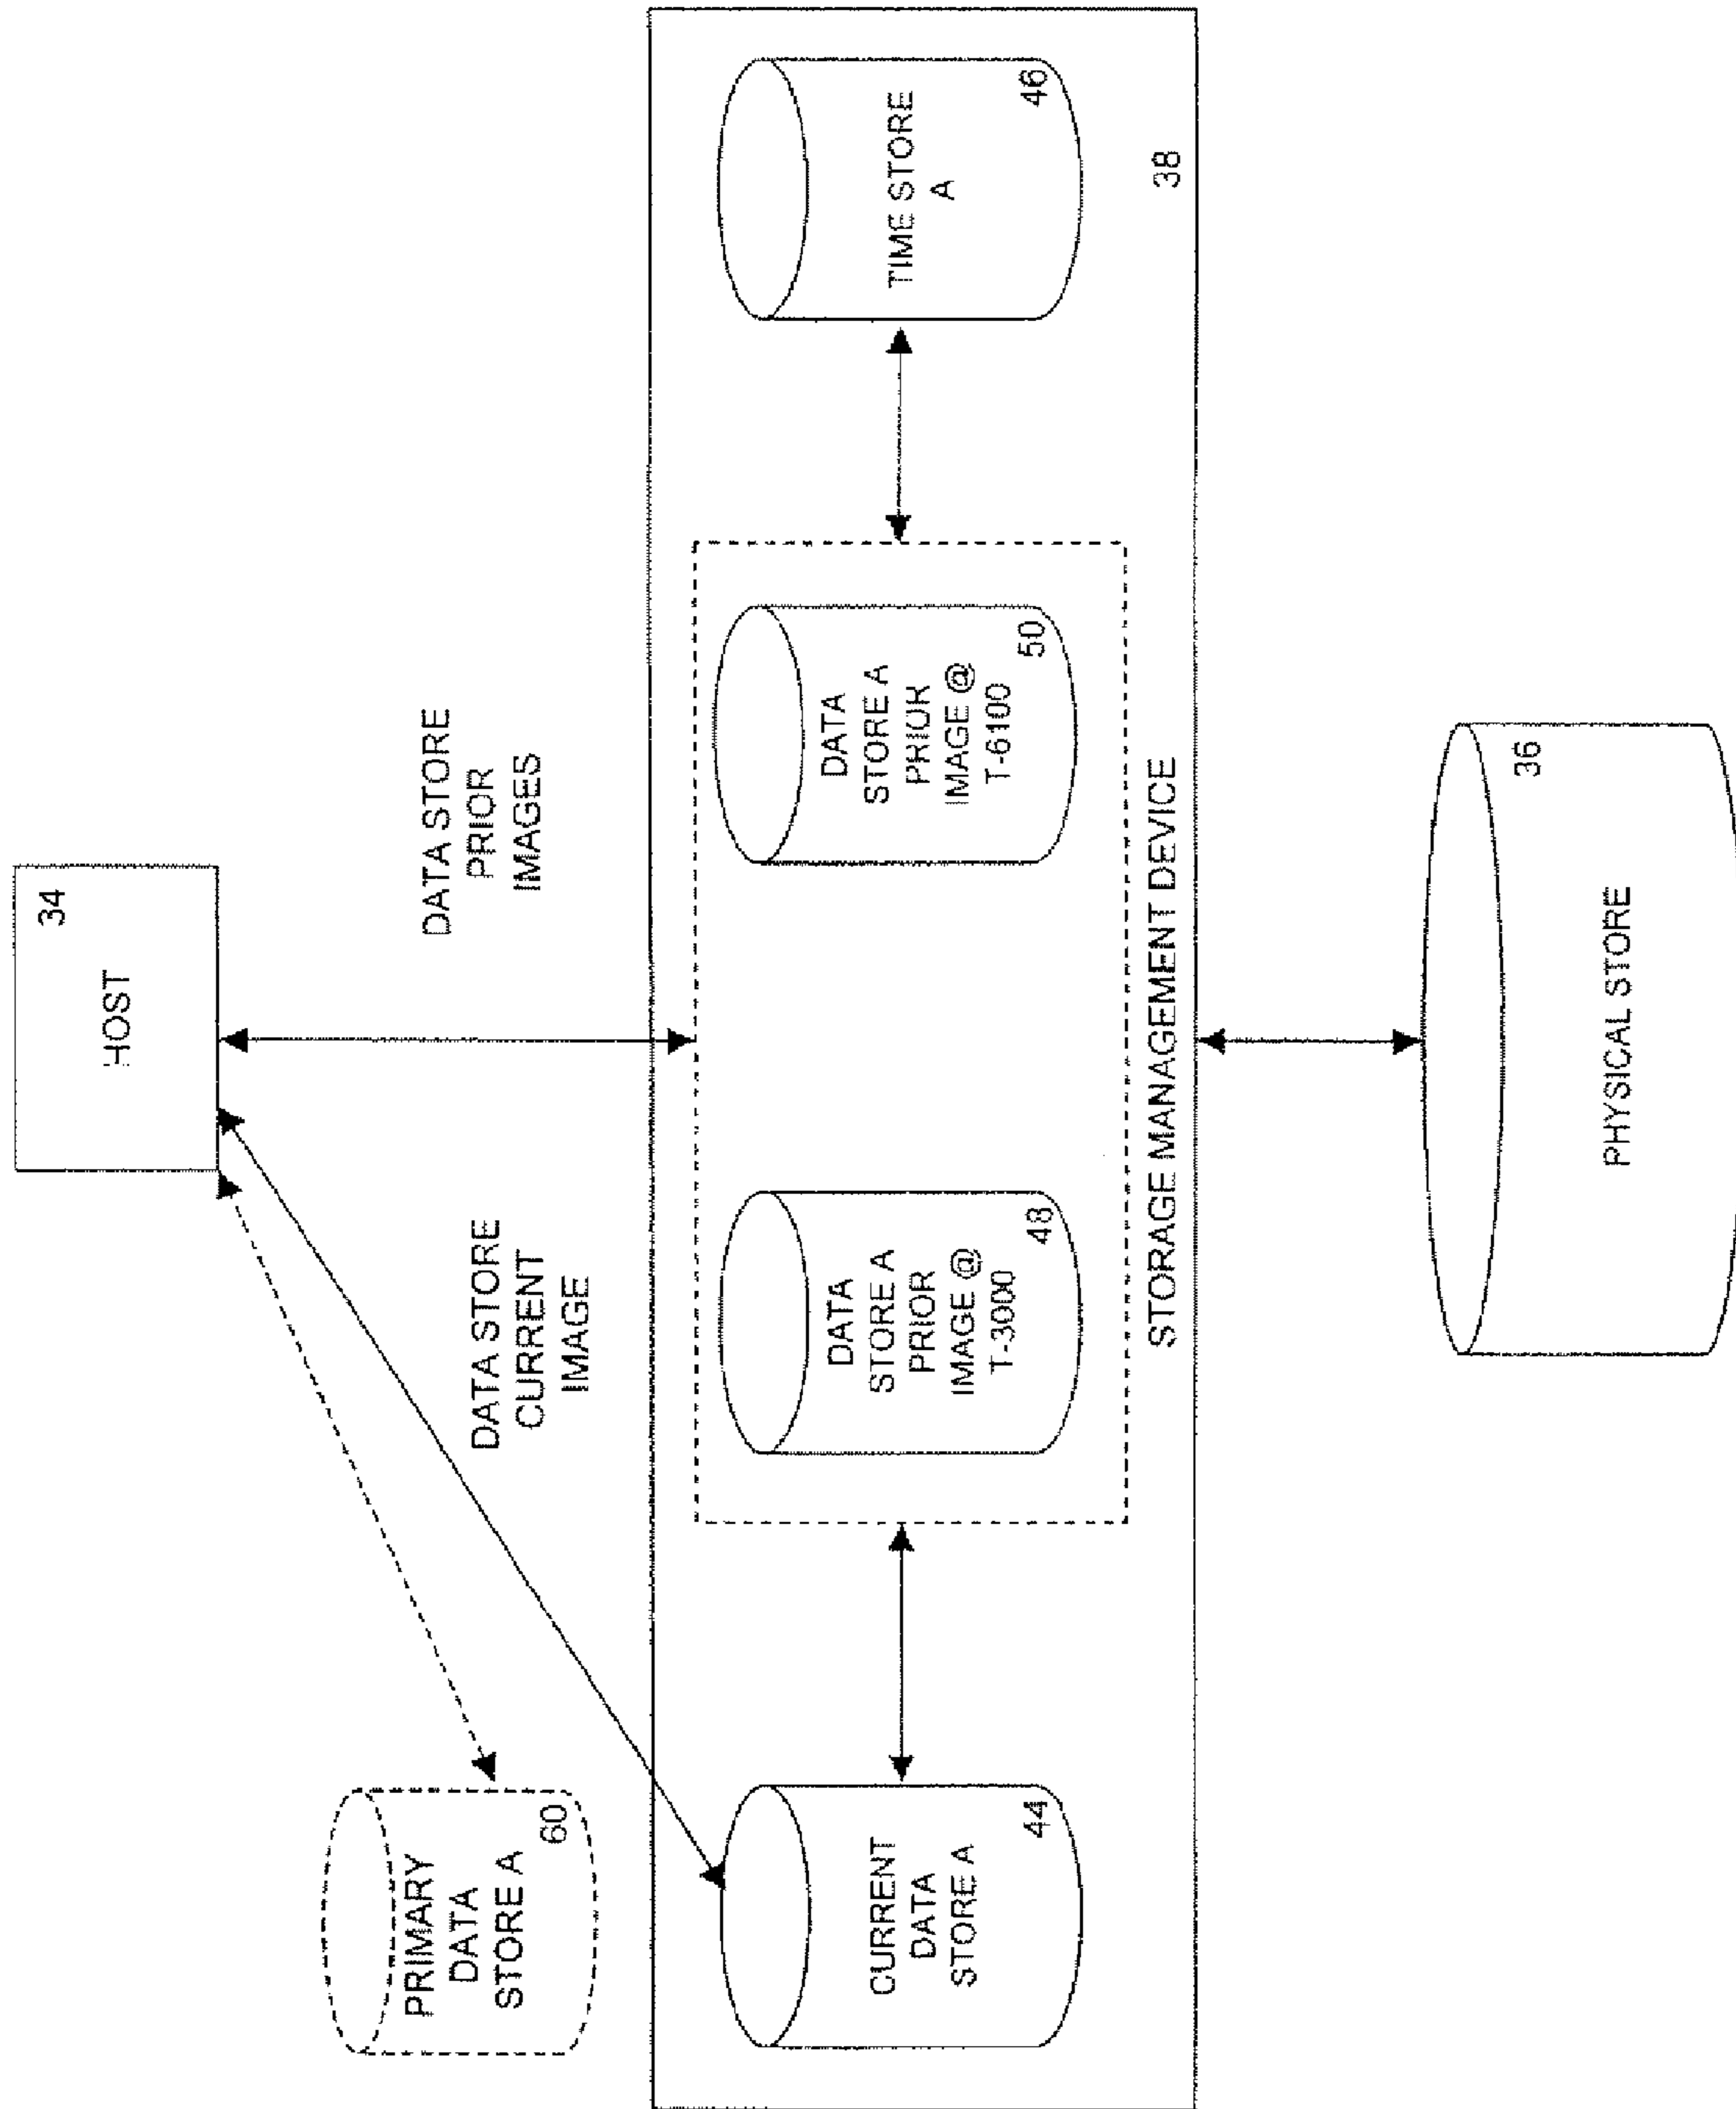 HOST
34
PRIMARY
DATA
STORE A
60
DATA STORE
CURRENT
IMAGE
DATA STORE
PRIOR
IMAGES
CURRENT
DATA
STORE A
44
DATA
STORE A
PRIOR
IMAGE @
T-3000
48
DATA
STORE A
PRIOR
IMAGE @
T-6100
50
TIME STORE
A
46
STORAGE MANAGEMENT DEVICE
38
36
PHYSICAL STORE